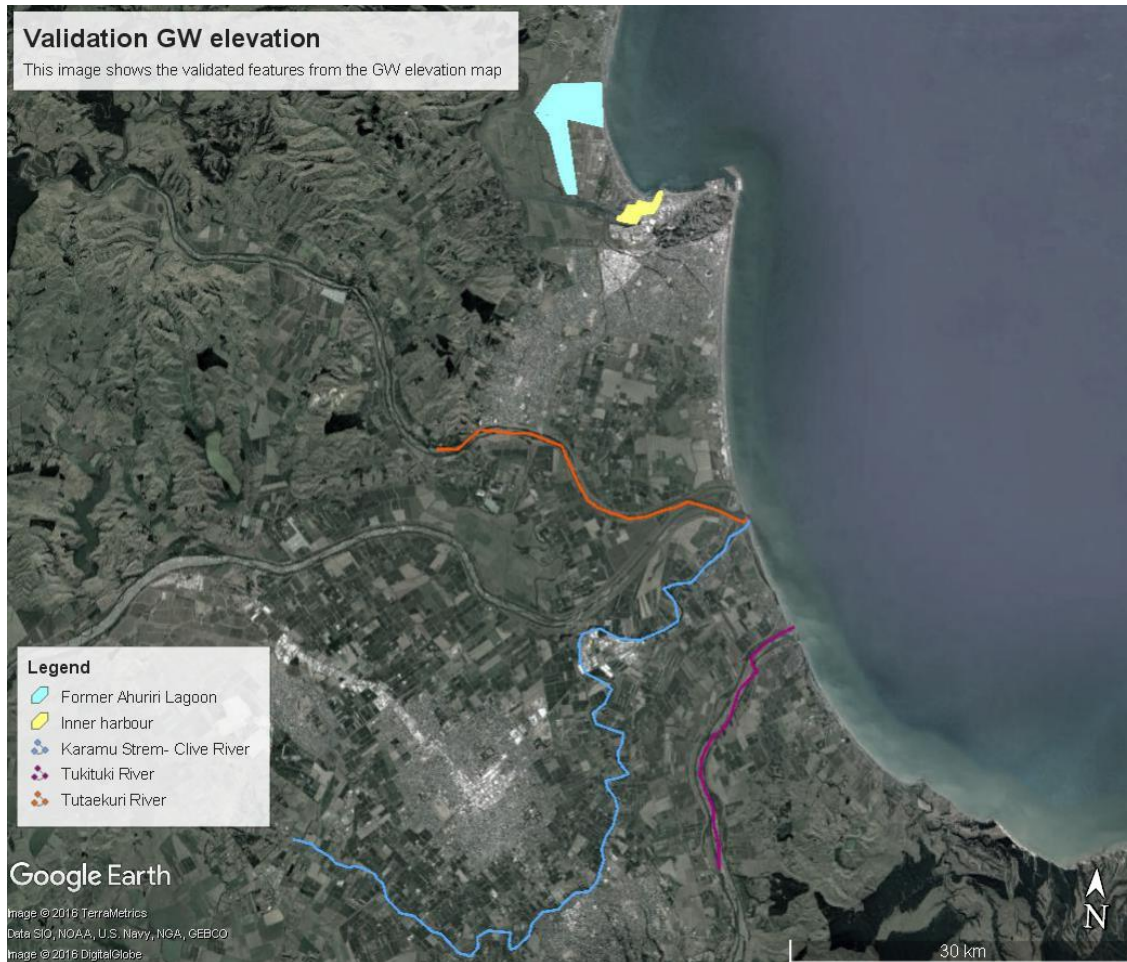 Validation GW elevation
This image shows the validated features from the GW elevation map
Legend
Former Ahuriri Lagoon
Inner harbour
Karamu Strem- Clive River
Tukituki River
Tutaekuri River
Google Earth
Image © 2016 TerraMetrics
Data SIO, NOAA, U.S. Navy, NGA, GEBCO
Image © 2016 DigitalGlobe
N
30 km